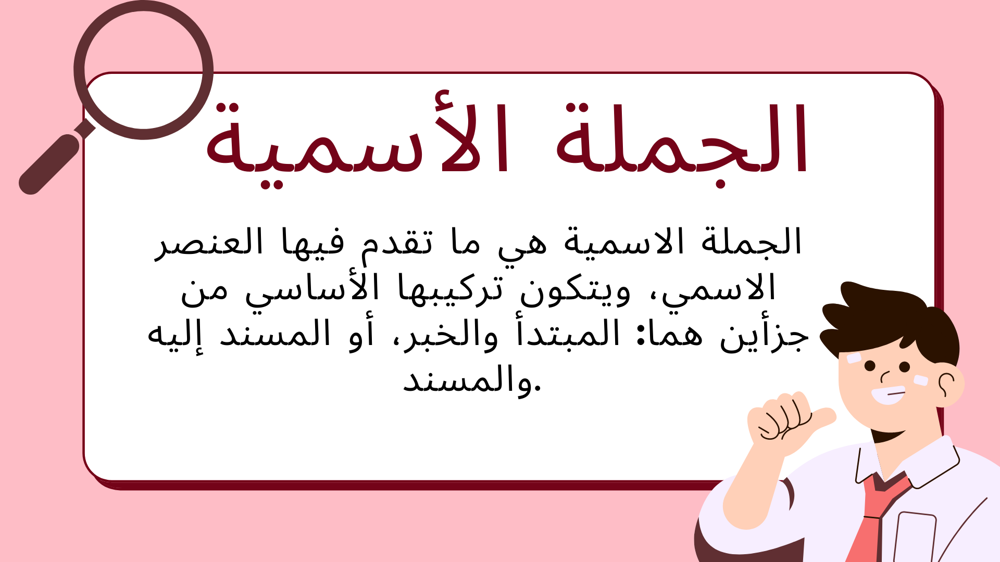 الجملة الأسمية
الجملة الاسمية هي ما تقدم فيها العنصر
الاسمي، ويتكون تركيبها الأساسي من
جزأين هما: المبتدأ والخبر، أو المسند إليه
.والمسند